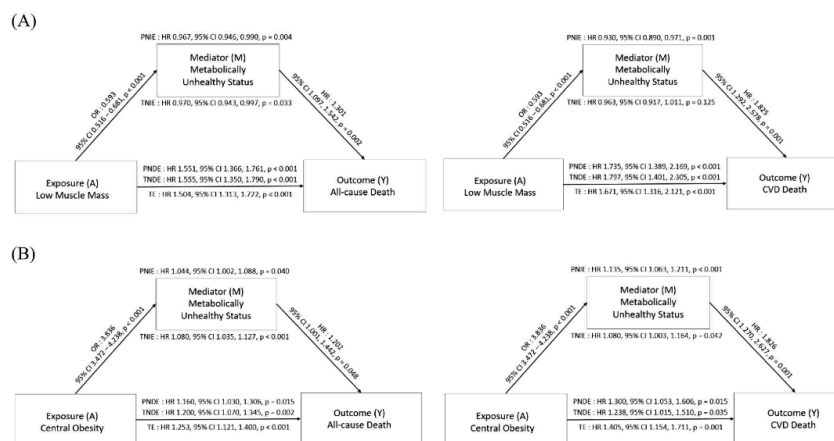 (A)
PNIE : HR 0.967, 95% CI 0.946, 0.990, p = 0.004
Mediator (M)
Metabolically
Unhealthy Status
OR : 0.593
95% CI 0.516 – 0.681, p < 0.001
HR : 1.301
95% CI 1.097, 1.542, p = 0.002
TNIE : HR 0.970, 95% CI 0.943, 0.997, p = 0.033
Exposure (A)
Low Muscle Mass
PNDE : HR 1.551, 95% CI 1.366, 1.761, p < 0.001
TNDE : HR 1.555, 95% CI 1.350, 1.790, p < 0.001
TE : HR 1.504, 95% CI 1.313, 1.722, p < 0.001
Outcome (Y)
All-cause Death
PNIE : HR 0.930, 95% CI 0.890, 0.971, p = 0.001
Mediator (M)
Metabolically
Unhealthy Status
OR : 0.593
95% CI 0.516 – 0.681, p < 0.001
HR : 1.825
95% CI 1.292, 2.578, p = 0.001
TNIE : HR 0.963, 95% CI 0.917, 1.011, p = 0.125
Exposure (A)
Low Muscle Mass
PNDE : HR 1.735, 95% CI 1.389, 2.169, p < 0.001
TNDE : HR 1.797, 95% CI 1.401, 2.305, p < 0.001
TE : HR 1.671, 95% CI 1.316, 2.121, p < 0.001
Outcome (Y)
CVD Death
(B)
PNIE : HR 1.044, 95% CI 1.002, 1.088, p = 0.040
Mediator (M)
Metabolically
Unhealthy Status
OR : 3.836
95% CI 3.472 – 4.238, p < 0.001
HR : 1.202
95% CI 1.001, 1.442, p = 0.048
TNIE : HR 1.080, 95% CI 1.035, 1.127, p < 0.001
Exposure (A)
Central Obesity
PNDE : HR 1.160, 95% CI 1.030, 1.306, p = 0.015
TNDE : HR 1.200, 95% CI 1.070, 1.345, p = 0.002
TE : HR 1.253, 95% CI 1.121, 1.400, p < 0.001
Outcome (Y)
All-cause Death
PNIE : HR 1.135, 95% CI 1.063, 1.211, p < 0.001
Mediator (M)
Metabolically
Unhealthy Status
OR : 3.836
95% CI 3.472 – 4.238, p < 0.001
HR : 1.826
95% CI 1.270, 2.627, p = 0.001
TNIE : HR 1.080, 95% CI 1.003, 1.164, p = 0.042
Exposure (A)
Central Obesity
PNDE : HR 1.300, 95% CI 1.053, 1.606, p = 0.015
TNDE : HR 1.238, 95% CI 1.015, 1.510, p = 0.035
TE : HR 1.405, 95% CI 1.154, 1.711, p = 0.001
Outcome (Y)
CVD Death